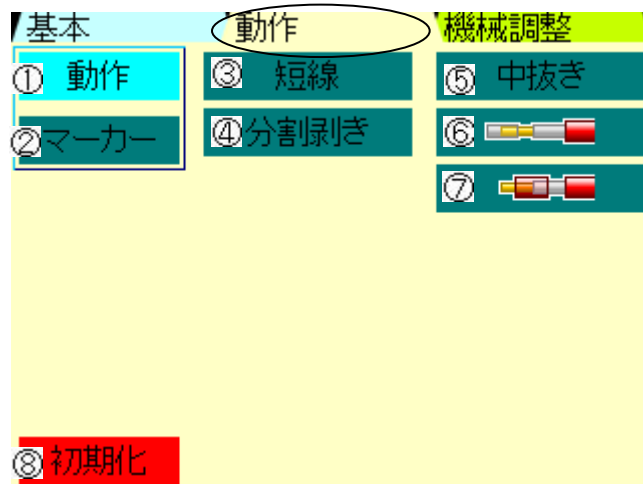 基本 動作 機械調整
① 動作 ③ 短線 ⑤ 中抜き
② マーカー ④ 分割剥き ⑥
⑦
⑧ 初期化